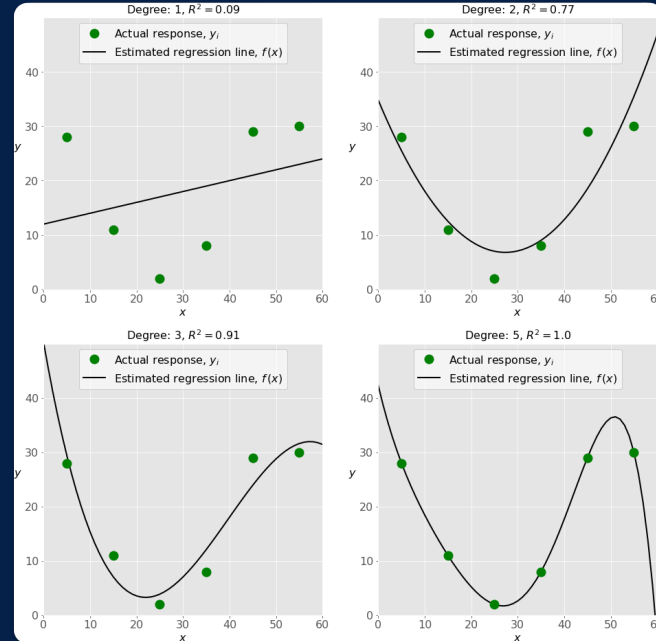 Degree: 1, R² = 0.09
Actual response, yᵢ
Estimated regression line, f(x)
40
30
20
10
0
y
0 10 20 30 40 50 60
x
Degree: 2, R² = 0.77
Actual response, yᵢ
Estimated regression line, f(x)
40
30
20
10
0
y
0 10 20 30 40 50 60
x
Degree: 3, R² = 0.91
Actual response, yᵢ
Estimated regression line, f(x)
40
30
20
10
0
y
0 10 20 30 40 50 60
x
Degree: 5, R² = 1.0
Actual response, yᵢ
Estimated regression line, f(x)
40
30
20
10
0
y
0 10 20 30 40 50
x